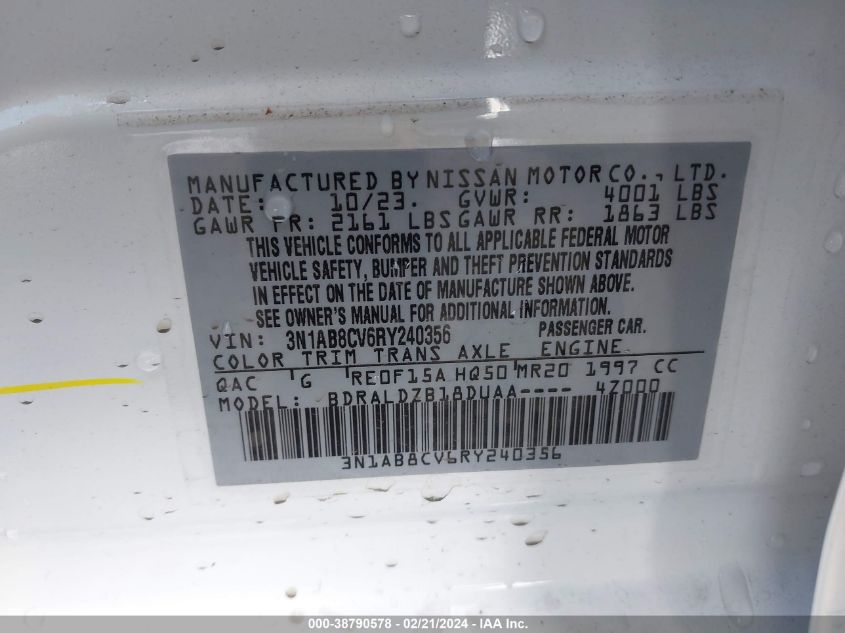 MANUFACTURED BY NISSAN MOTOR CO., LTD.
DATE: 10/23. GVWR: 4001 LBS
GAWR FR: 2161 LBS GAWR RR: 1863 LBS
THIS VEHICLE CONFORMS TO ALL APPLICABLE FEDERAL MOTOR
VEHICLE SAFETY, BUMPER AND THEFT PREVENTION STANDARDS
IN EFFECT ON THE DATE OF MANUFACTURE SHOWN ABOVE.
SEE OWNER'S MANUAL FOR ADDITIONAL INFORMATION.
VIN: 3N1AB8CV6RY240356 PASSENGER CAR.
COLOR TRIM TRANS AXLE ENGINE
QAC G RE0F15A HQ50 MR20 1997 CC
MODEL: BDRALDZB18DUAA---- 4Z000
3N1AB8CV6RY240356
000-38790578 - 02/21/2024 - IAA Inc.